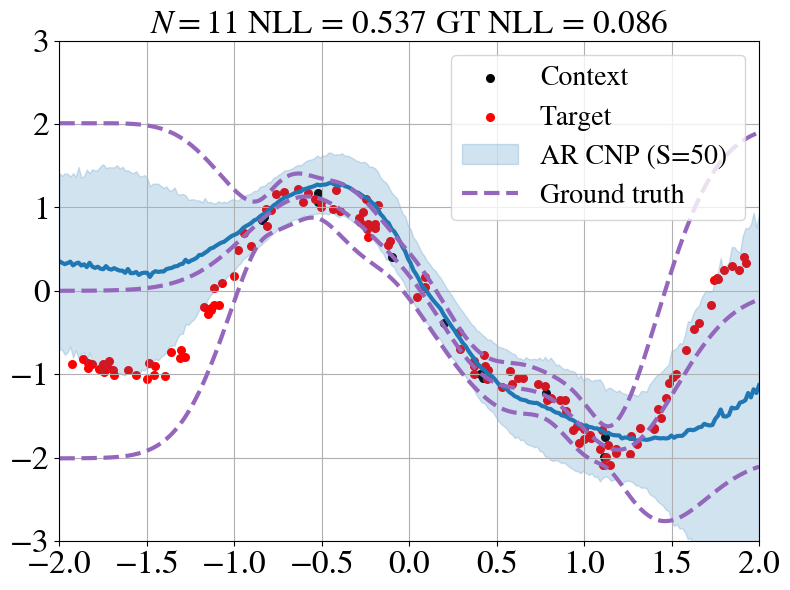 N = 11 NLL = 0.537 GT NLL = 0.086
3
2
1
0
−1
−2
−3
Context
Target
AR CNP (S=50)
Ground truth
−2.0 −1.5 −1.0 −0.5 0.0 0.5 1.0 1.5 2.0